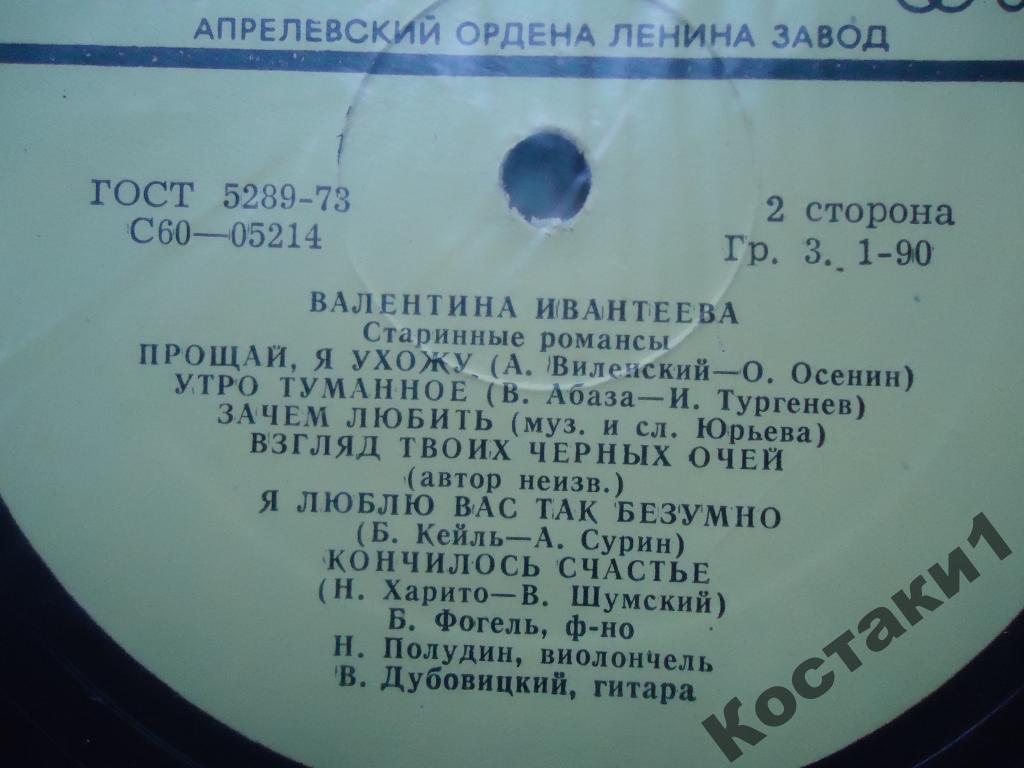 АПРЕЛЕВСКИЙ ОРДЕНА ЛЕНИНА ЗАВОД
ГОСТ 5289-73
С60—05214
2 сторона
Гр. 3. 1-90
ВАЛЕНТИНА ИВАНТЕЕВА
Старинные романсы
ПРОЩАЙ, Я УХОЖУ (А. Виленский—О. Осенин)
УТРО ТУМАННОЕ (В. Абаза—И. Тургенев)
ЗАЧЕМ ЛЮБИТЬ (муз. и сл. Юрьева)
ВЗГЛЯД ТВОИХ ЧЕРНЫХ ОЧЕЙ
(автор неизв.)
Я ЛЮБЛЮ ВАС ТАК БЕЗУМНО
(Б. Кейль—А. Сурин)
КОНЧИЛОСЬ СЧАСТЬЕ
(Н. Харито—В. Шумский)
Б. Фогель, ф-но
Н. Полудин, виолончель
В. Дубовицкий, гитара
Костаки1